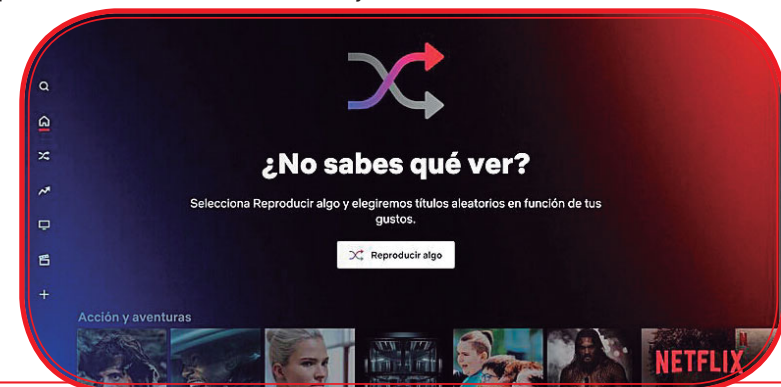 ¿No sabes qué ver?
Selecciona Reproducir algo y elegiremos títulos aleatorios en función de tus
gustos.
Reproducir algo
Acción y aventuras
N
NETFLIX